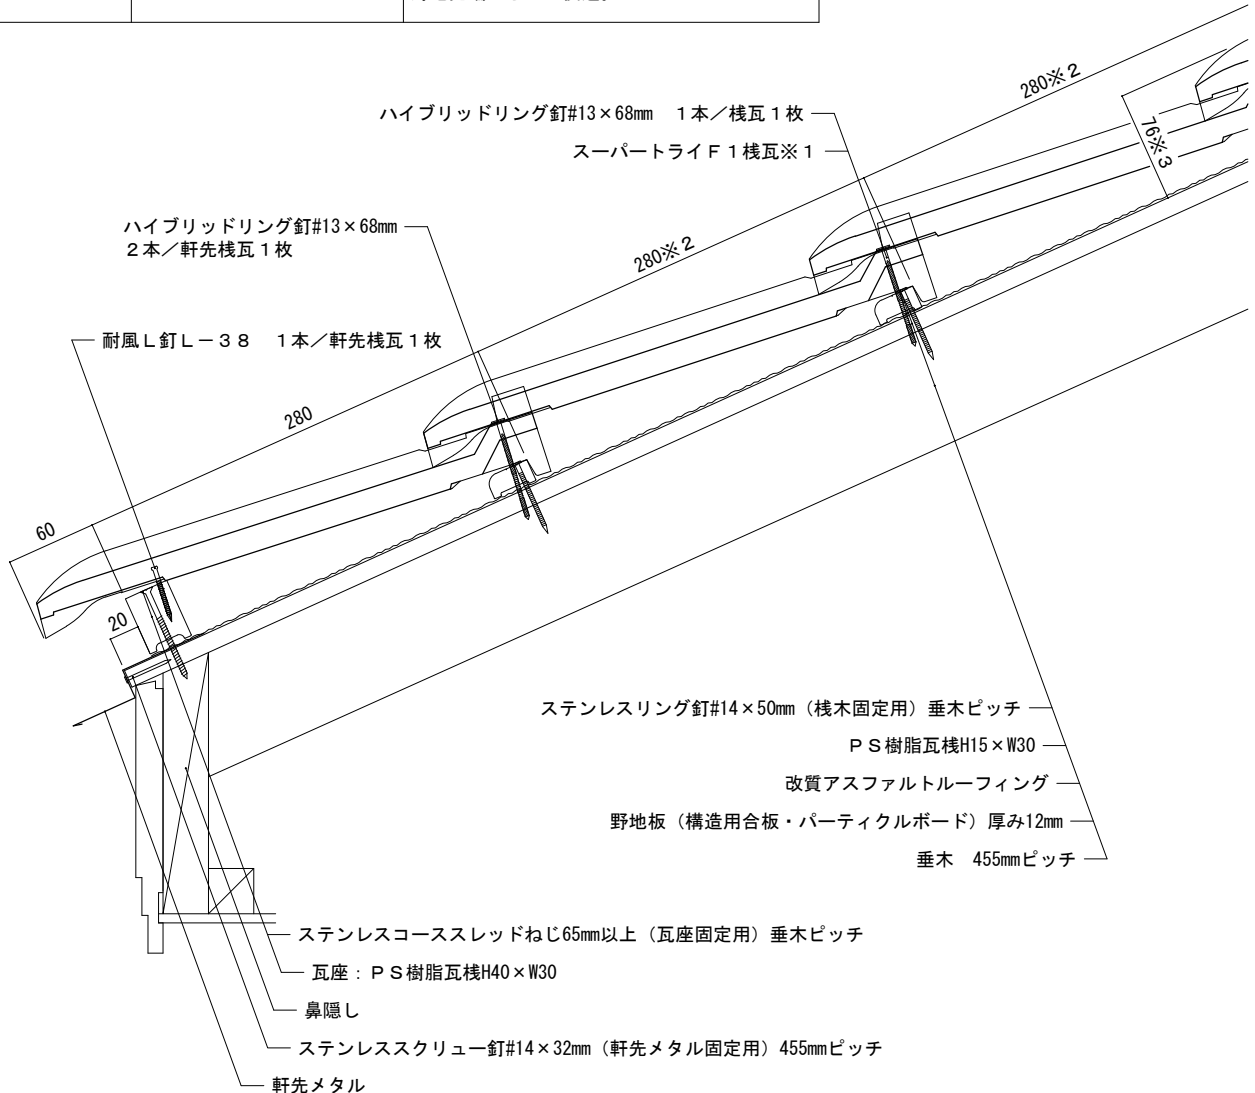 280※2
ハイブリッドリング釘#13×68mm　１本／桟瓦１枚
76※3
スーパートライＦ１桟瓦※１
ハイブリッドリング釘#13×68mm
２本／軒先桟瓦１枚
280※2
耐風Ｌ釘Ｌ－３８　１本／軒先桟瓦１枚
280
60
20
ステンレスリング釘#14×50mm（桟木固定用）垂木ピッチ
ＰＳ樹脂瓦桟H15×W30
改質アスファルトルーフィング
野地板（構造用合板・パーティクルボード）厚み12mm
垂木　455mmピッチ
ステンレスコーススレッドねじ65mm以上（瓦座固定用）垂木ピッチ
瓦座：ＰＳ樹脂瓦桟H40×W30
鼻隠し
ステンレススクリュー釘#14×32mm（軒先メタル固定用）455mmピッチ
軒先メタル